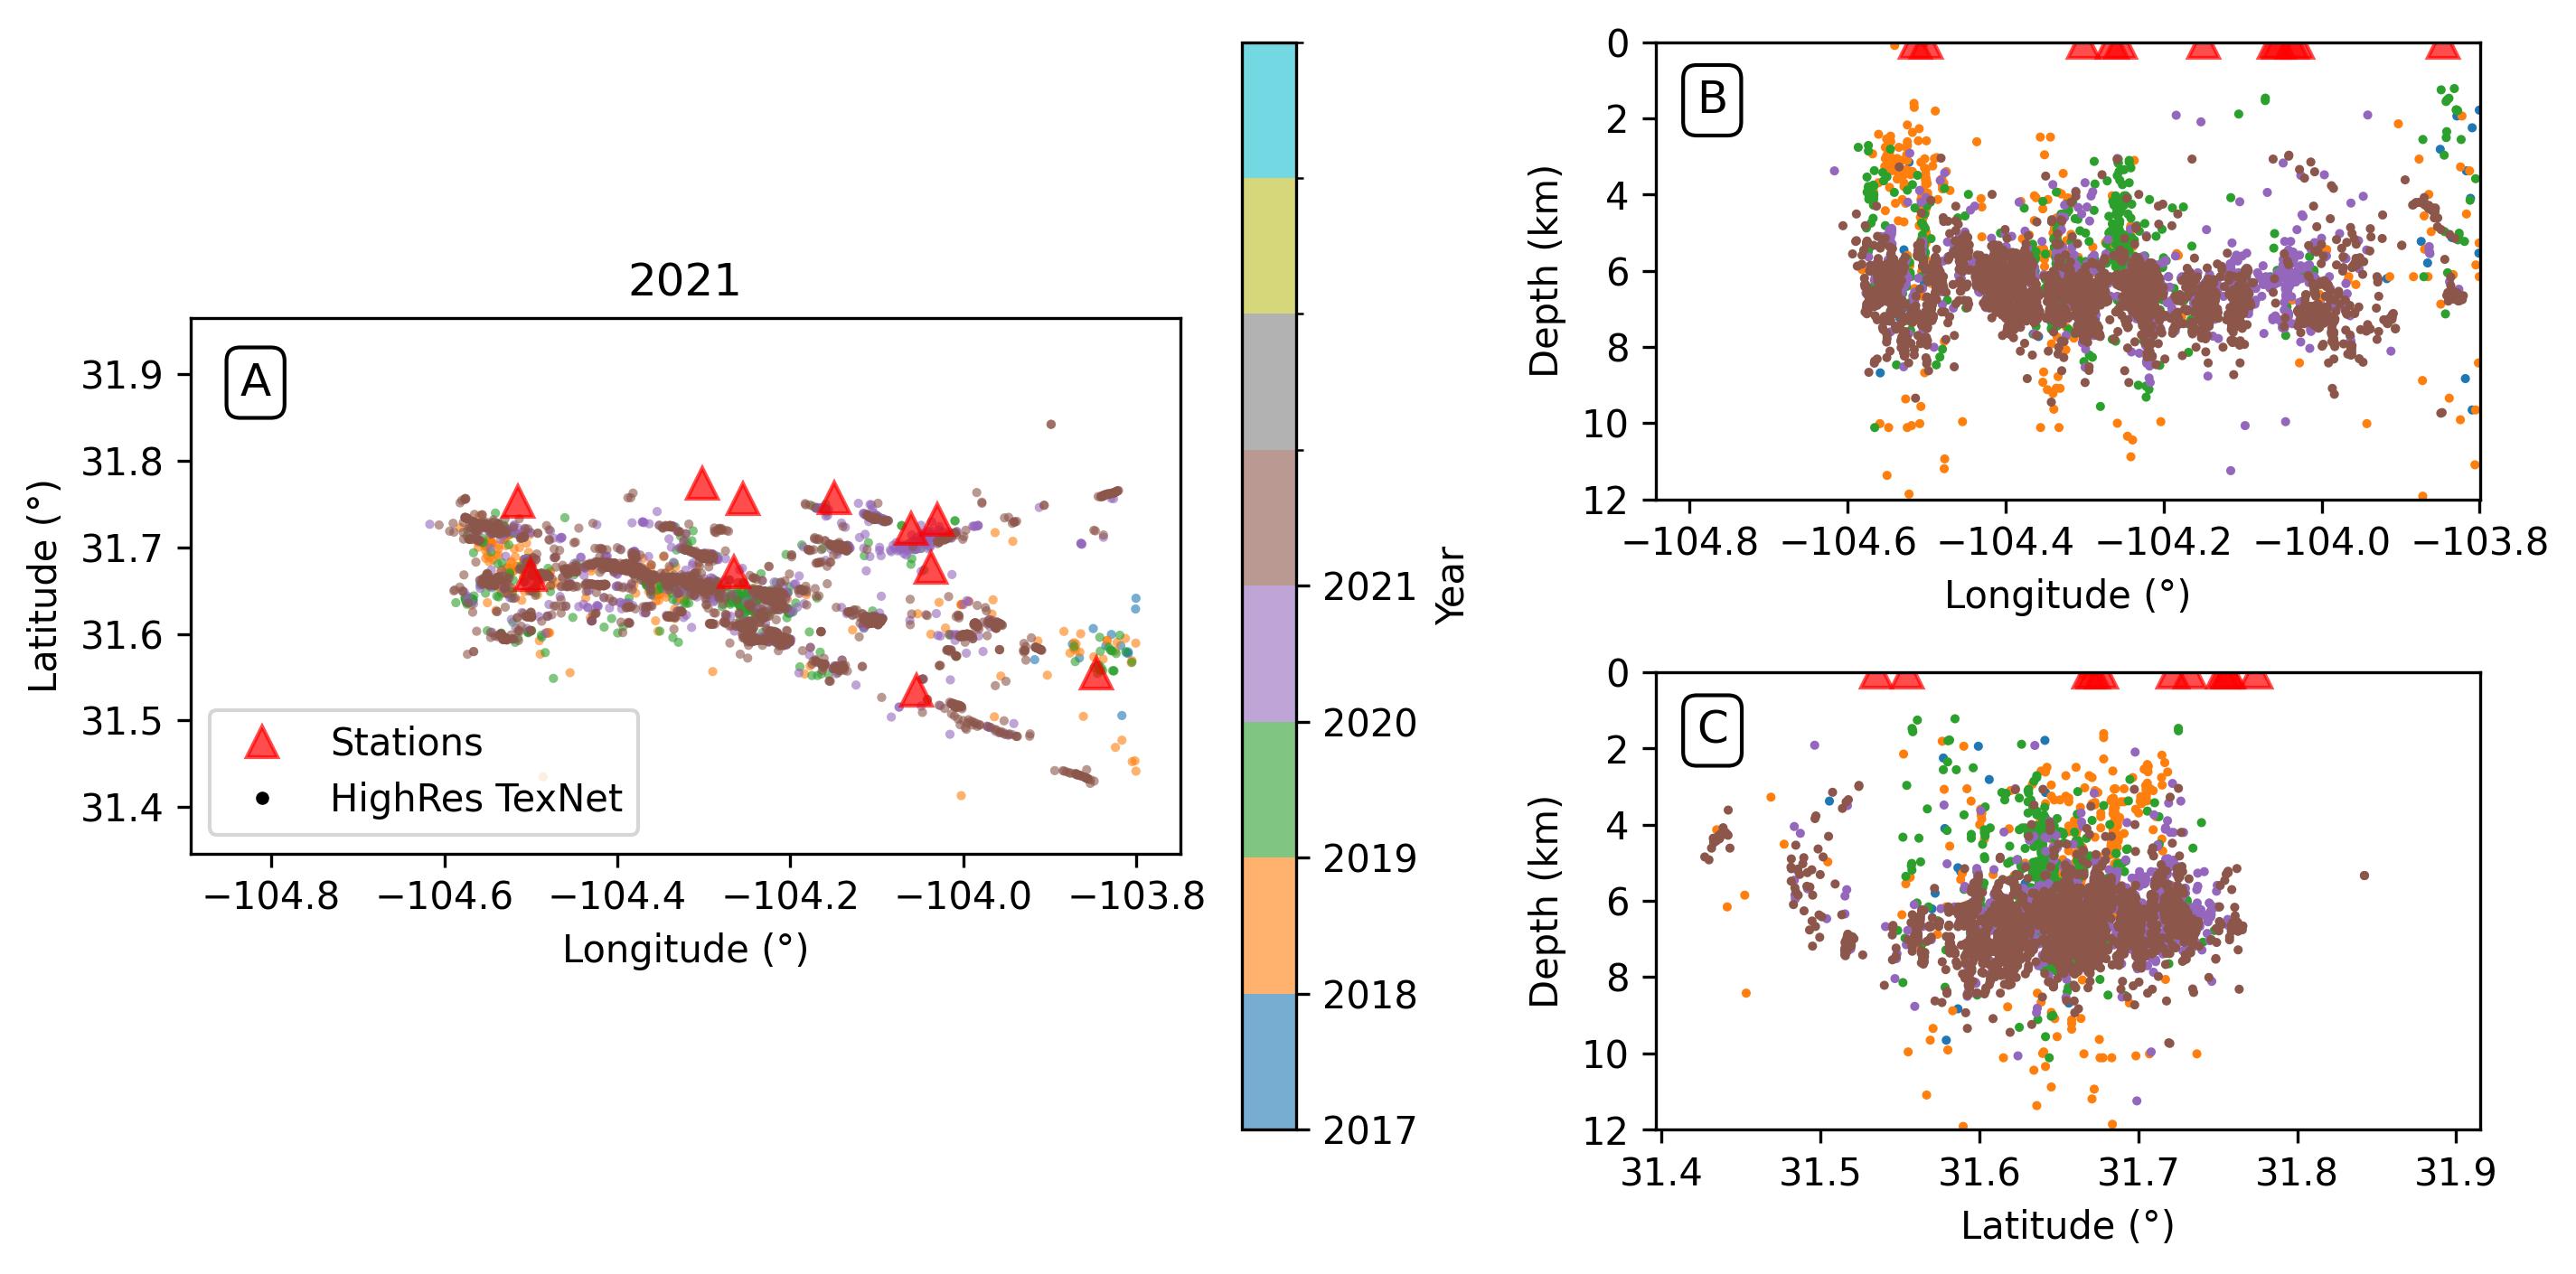 2021
A
31.9
31.8
31.7
31.6
31.5
31.4
Latitude (°)
Stations
HighRes TexNet
−104.8 −104.6 −104.4 −104.2 −104.0 −103.8
Longitude (°)
2021
2020
2019
2018
2017
Year
B
0
2
4
6
8
10
12
Depth (km)
−104.8 −104.6 −104.4 −104.2 −104.0 −103.8
Longitude (°)
C
0
2
4
6
8
10
12
Depth (km)
31.4 31.5 31.6 31.7 31.8 31.9
Latitude (°)